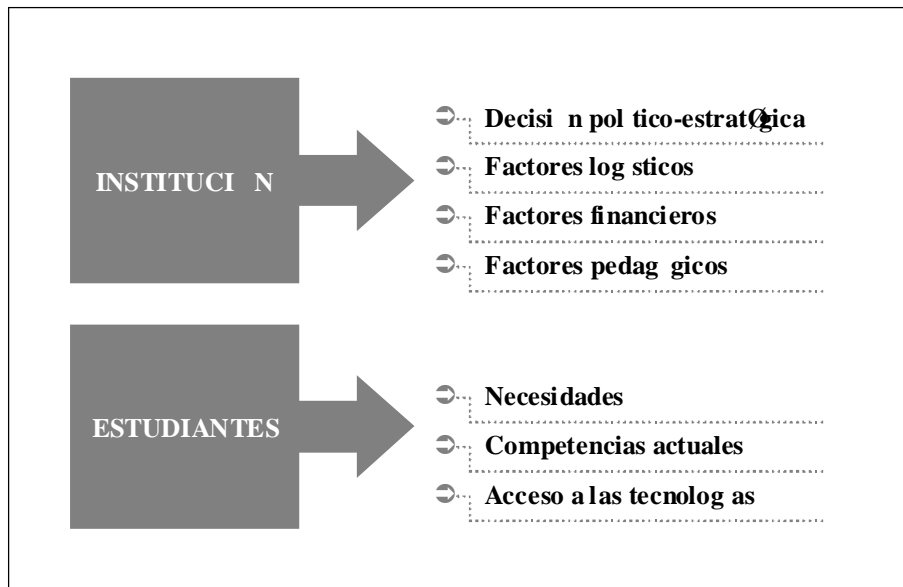 INSTITUCI N
Decisi n pol tico-estratØgica
Factores log sticos
Factores financieros
Factores pedag gicos
ESTUDIANTES
Necesidades
Competencias actuales
Acceso a las tecnolog as